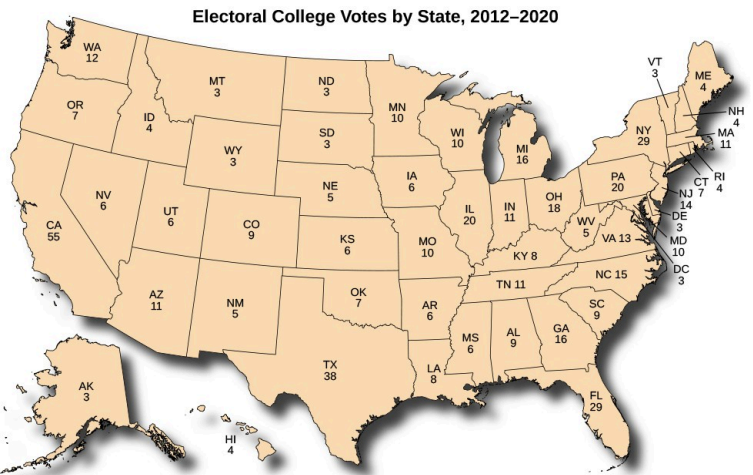 Electoral College Votes by State, 2012–2020
WA
12
OR
7
CA
55
NV
6
ID
4
MT
3
WY
3
UT
6
CO
9
AZ
11
NM
5
ND
3
SD
3
NE
5
KS
6
OK
7
TX
38
MN
10
IA
6
MO
10
AR
6
LA
8
WI
10
IL
20
MI
16
IN
11
OH
18
KY 8
TN 11
MS
6
AL
9
GA
16
FL
29
SC
9
NC 15
VA 13
WV
5
PA
20
NY
29
VT
3
ME
4
NH
4
MA
11
RI
4
CT 7
NJ
14
DE
3
MD
10
DC
3
AK
3
HI
4